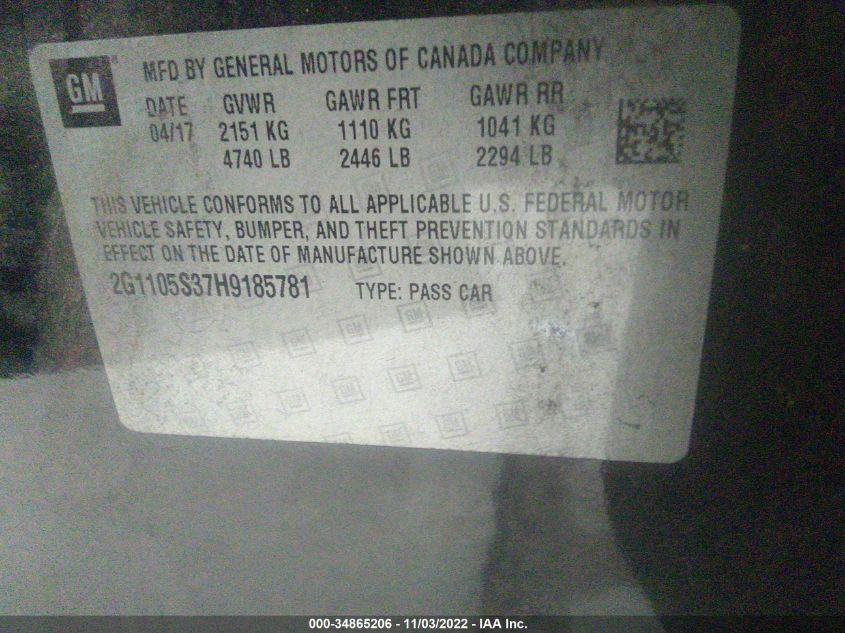 GM
MFD BY GENERAL MOTORS OF CANADA COMPANY
DATE GVWR GAWR FRT GAWR RR
04/17 2151 KG 1110 KG 1041 KG
4740 LB 2446 LB 2294 LB
THIS VEHICLE CONFORMS TO ALL APPLICABLE U.S. FEDERAL MOTOR
VEHICLE SAFETY, BUMPER, AND THEFT PREVENTION STANDARDS IN
EFFECT ON THE DATE OF MANUFACTURE SHOWN ABOVE.
2G1105S37H9185781 TYPE: PASS CAR
000-34865206 - 11/03/2022 - IAA Inc.